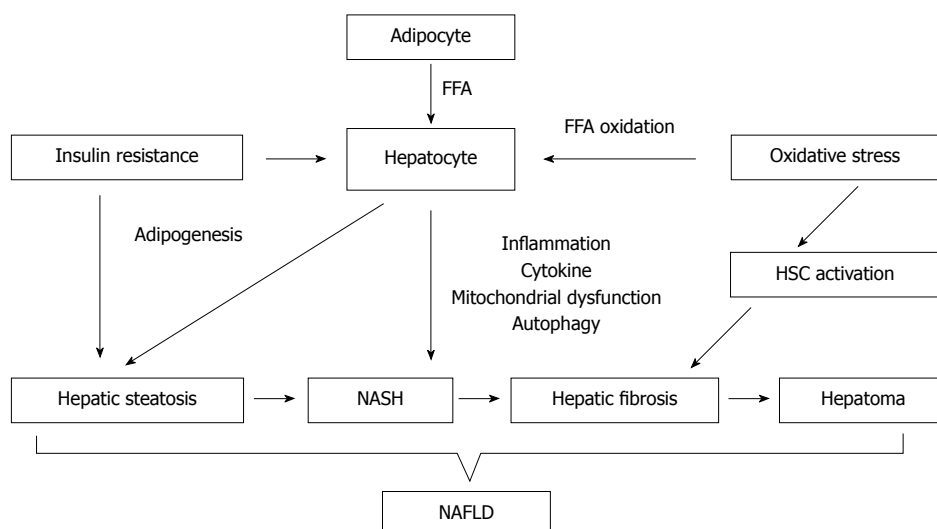 Adipocyte
FFA
FFA oxidation
Insulin resistance
Hepatocyte
Oxidative stress
Adipogenesis
Inflammation
Cytokine
Mitochondrial dysfunction
Autophagy
HSC activation
Hepatic steatosis
NASH
Hepatic fibrosis
Hepatoma
NAFLD